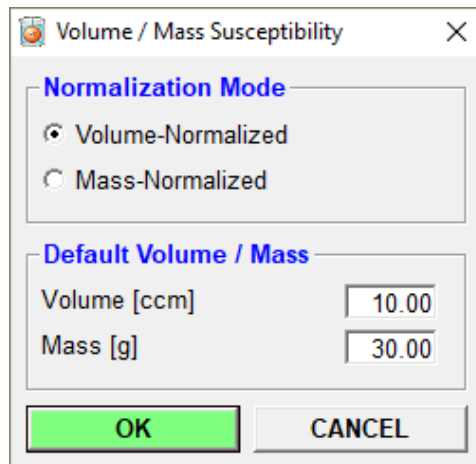 Volume / Mass Susceptibility
Normalization Mode
Volume-Normalized
Mass-Normalized
Default Volume / Mass
Volume [ccm] 10.00
Mass [g] 30.00
OK CANCEL